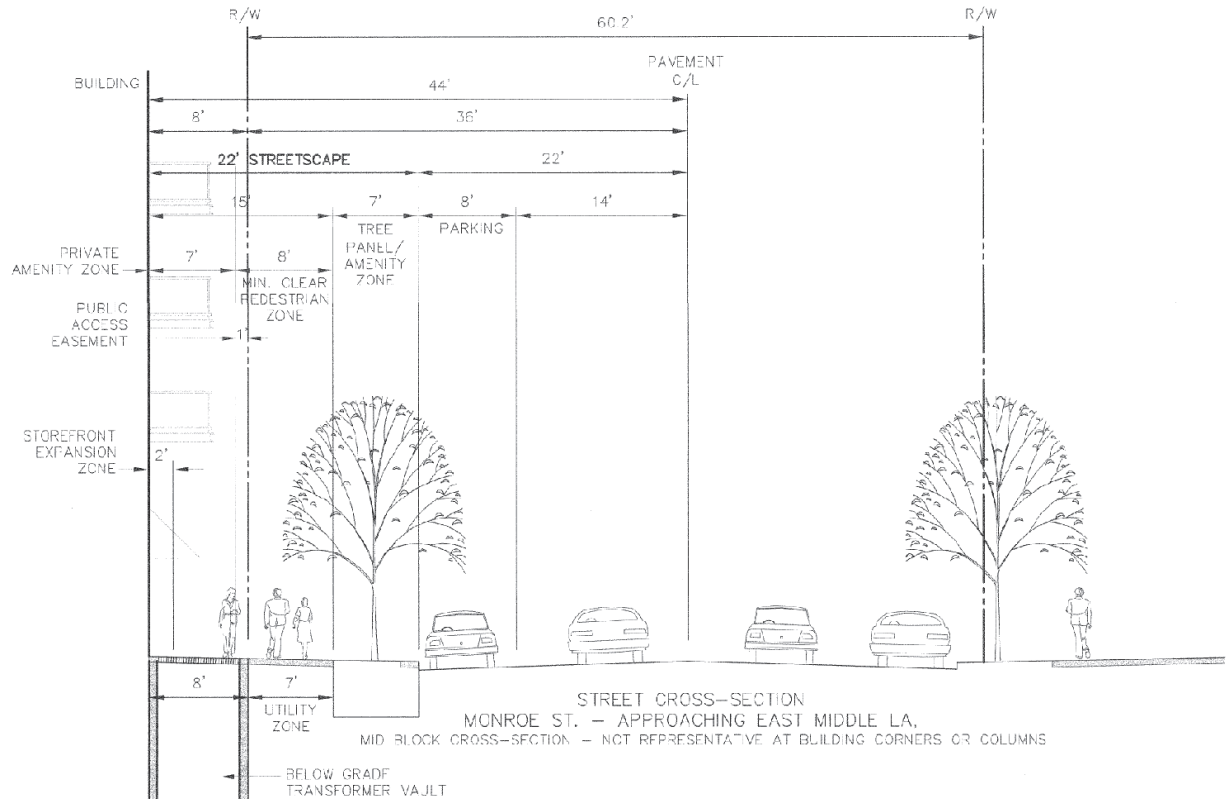 R/W
R/W
60.2'
PAVEMENT
C/L
BUILDING
44'
8'
36'
22' STREETSCAPE
22'
15'
7'
8'
14'
TREE
PANEL/
AMENITY
ZONE
PARKING
PRIVATE
AMENITY ZONE
7'
8'
MIN. CLEAR
PEDESTRIAN
ZONE
PUBLIC
ACCESS
EASEMENT
1'
STOREFRONT
EXPANSION
ZONE
2'
8'
7'
UTILITY
ZONE
STREET CROSS-SECTION
MONROE ST. - APPROACHING EAST MIDDLE LA,
MID BLOCK CROSS-SECTION - NOT REPRESENTATIVE AT BUILDING CORNERS OR COLUMNS
BELOW GRADE
TRANSFORMER VAULT